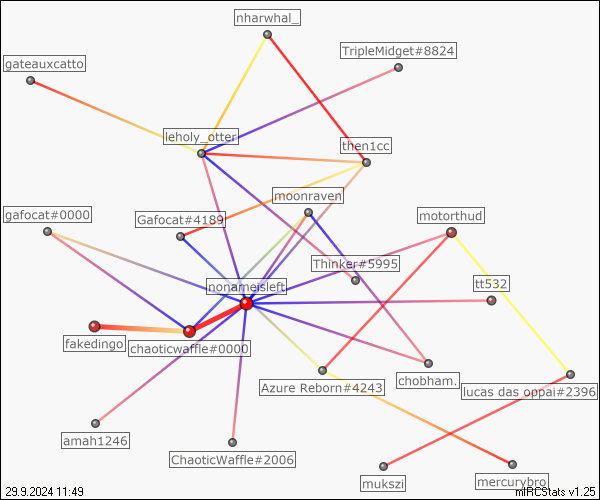 nharwhal_
TripleMidget#8824
gateauxcatto
leholy_otter
then1cc
moonraven
gafocat#0000
Gafocat#4189
motorthud
Thinker#5995
tt532
nonameisleft
fakedingo
chaoticwaffle#0000
Azure Reborn#4243
chobham.
lucas das oppai#2396
amah1246
ChaoticWaffle#2006
mukszi
mercurybro
29.9.2024 11:49
mIRCStats v1.25